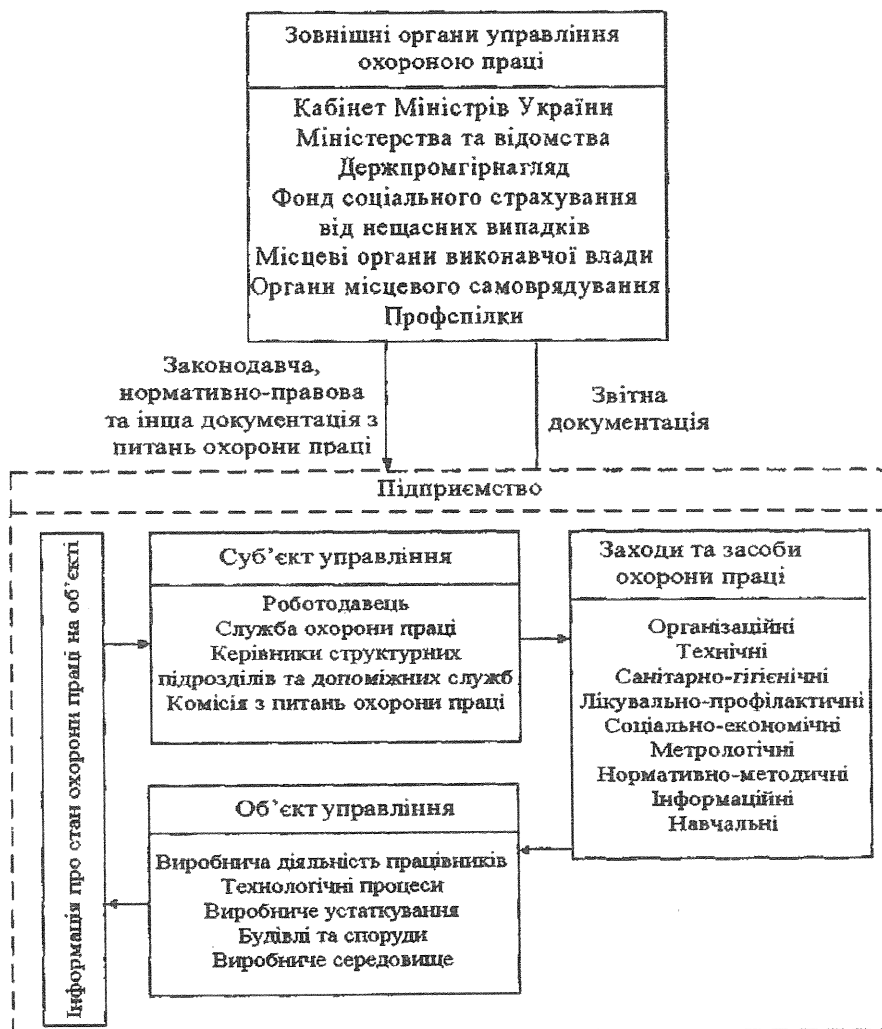 Зовнішні органи управління
охороною праці
Кабінет Міністрів України
Міністерства та відомства
Держпромгірнагляд
Фонд соціального страхування
від нещасних випадків
Місцеві органи виконавчої влади
Органи місцевого самоврядування
Профспілки
Законодавча,
нормативно-правова
та інша документація з
питань охорони праці
Звітна
документація
Підприємство
Інформація про стан охорони праці на об’єкті
Суб’єкт управління
Роботодавець
Служба охорони праці
Керівники структурних
підрозділів та допоміжних служб
Комісія з питань охорони праці
Заходи та засоби
охорони праці
Організаційні
Технічні
Санітарно-гігієнічні
Лікувально-профілактичні
Соціально-економічні
Метрологічні
Нормативно-методичні
Інформаційні
Навчальні
Об’єкт управління
Виробнича діяльність працівників
Технологічні процеси
Виробниче устаткування
Будівлі та споруди
Виробниче середовище